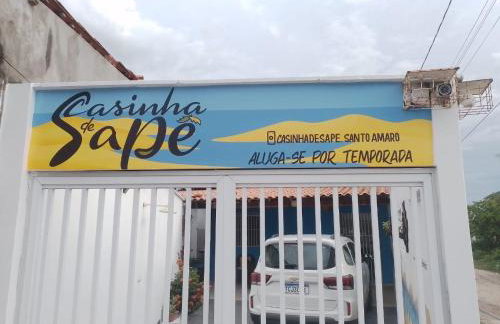 Casinha
de
Sapê
CASINHADESAPE.SANTO AMARO
ALUGA-SE POR TEMPORADA